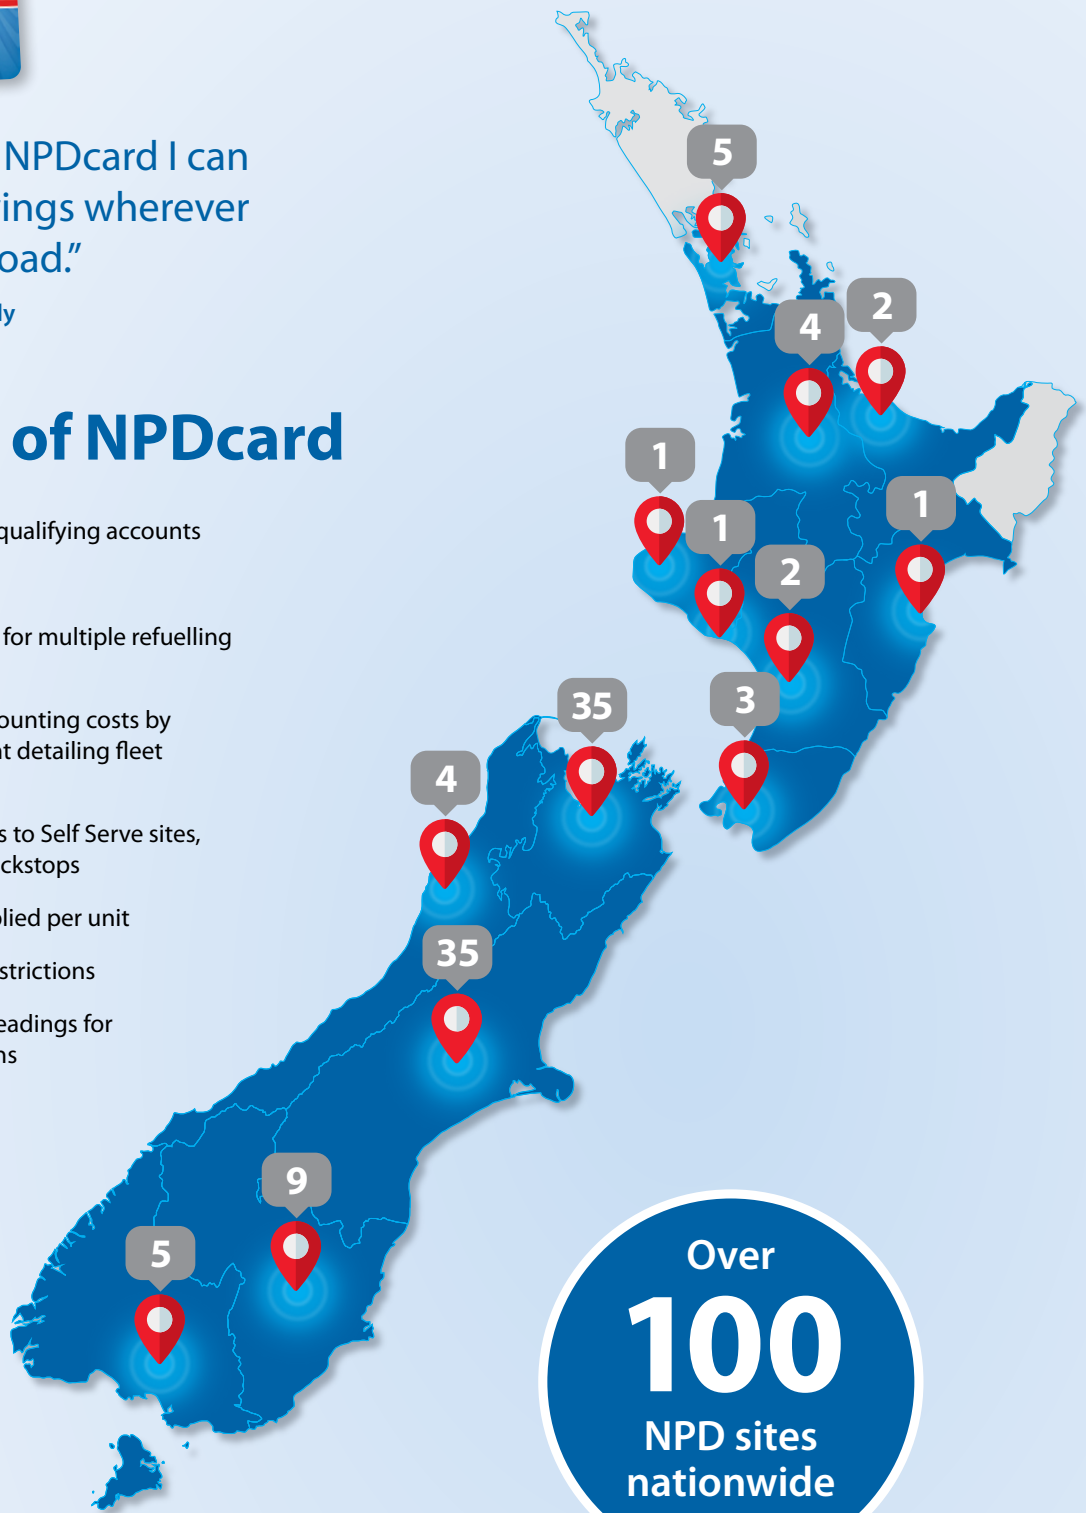 NPDcard I can
ings wherever
oad.”
ly
of NPDcard
qualifying accounts
for multiple refuelling
ounting costs by
nt detailing fleet
s to Self Serve sites,
ckstops
plied per unit
strictions
eadings for
ns
5
4
2
1
1
2
1
3
35
4
35
9
5
Over
100
NPD sites
nationwide